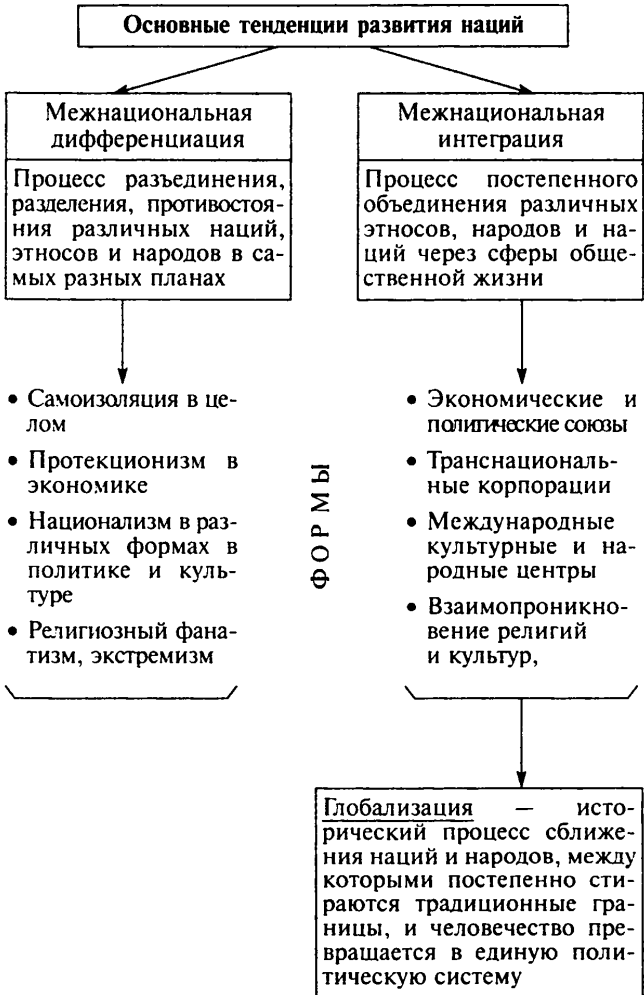 Основные тенденции развития наций
Межнациональная
дифференциация
Процесс разъединения,
разделения, противостоя-
ния различных наций,
этносов и народов в са-
мых разных планах
Межнациональная
интеграция
Процесс постепенного
объединения различных
этносов, народов и на-
ций через сферы обще-
ственной жизни
• Самоизоляция в це-
лом
• Протекционизм в
экономике
• Национализм в раз-
личных формах в
политике и куль-
туре
• Религиозный фана-
тизм, экстремизм
ФОРМЫ
• Экономические и
политические союзы
• Транснациональ-
ные корпорации
• Международные
культурные и на-
родные центры
• Взаимопроникно-
вение религий
и культур,
Глобализация — исто-
рический процесс сближе-
ния наций и народов, между
которыми постепенно сти-
раются традиционные гра-
ницы, и человечество пре-
вращается в единую поли-
тическую систему